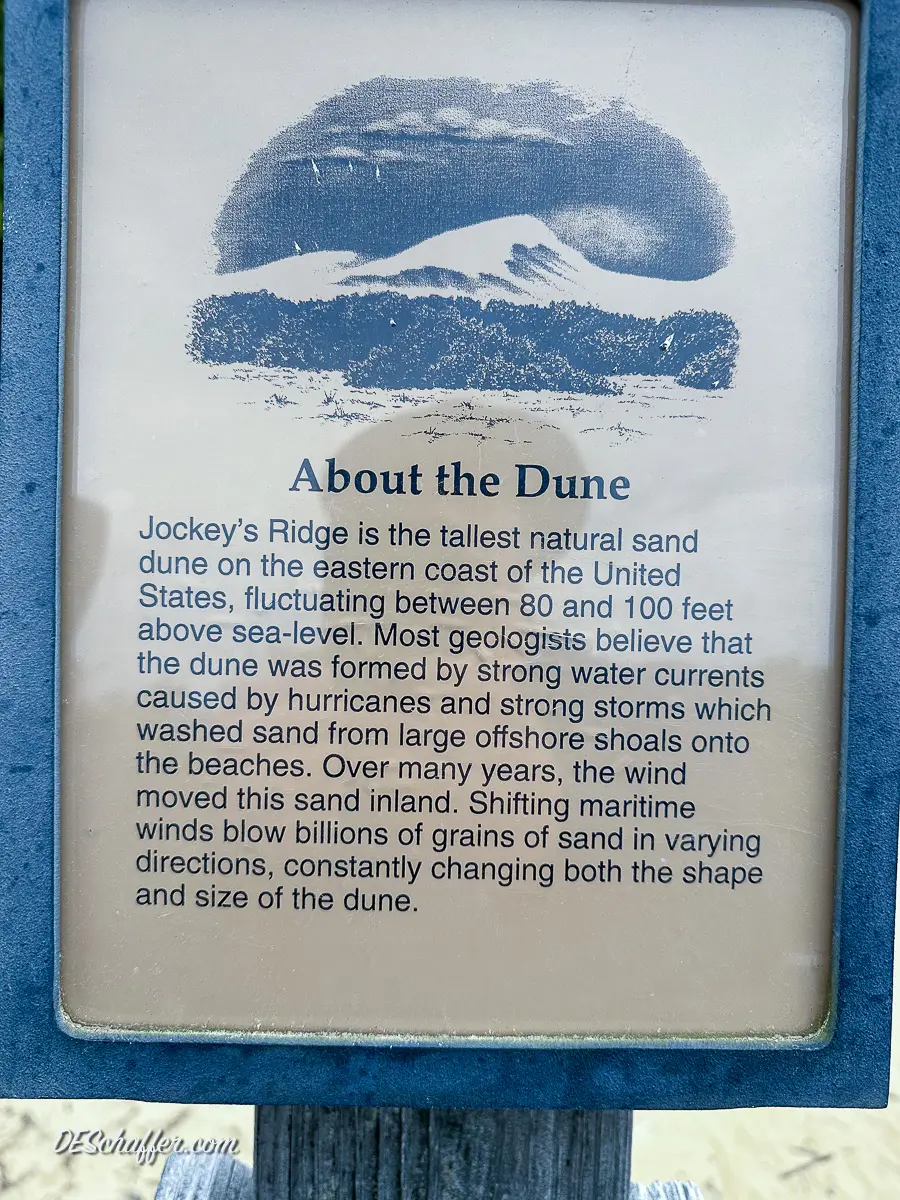 About the Dune
Jockey's Ridge is the tallest natural sand
dune on the eastern coast of the United
States, fluctuating between 80 and 100 feet
above sea-level. Most geologists believe that
the dune was formed by strong water currents
caused by hurricanes and strong storms which
washed sand from large offshore shoals onto
the beaches. Over many years, the wind
moved this sand inland. Shifting maritime
winds blow billions of grains of sand in varying
directions, constantly changing both the shape
and size of the dune.
DESchaffer.com